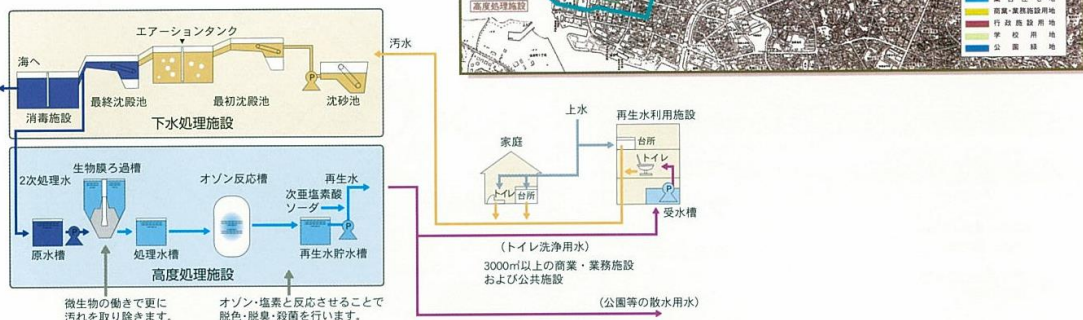 高度処理施設
商業・業務施設用地
行政施設用地
学校用地
公園緑地
エアーションタンク
汚水
海へ
P
消毒施設
最終沈殿池
最初沈殿池
沈砂池
下水処理施設
上水
再生水利用施設
家庭
台所
トイレ
トイレ
台所
P
受水槽
2次処理水
生物膜ろ過槽
オゾン反応槽
再生水
次亜塩素酸
ソーダ
P
P
原水槽
処理水槽
再生水貯水槽
高度処理施設
(トイレ洗浄用水)
3000㎡以上の商業・業務施設
および公共施設
(公園等の散水用水)
微生物の働きで更に
汚れを取り除きます。
オゾン・塩素と反応させることで
脱色・脱臭・殺菌を行います。